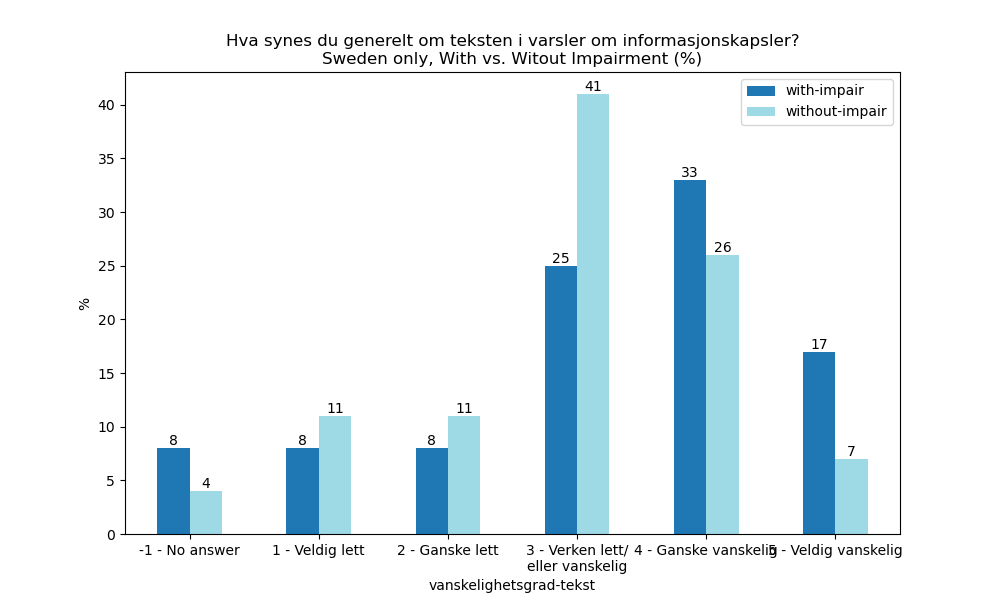 Hva synes du generelt om teksten i varsler om informasjonskapsler?
Sweden only, With vs. Witout Impairment (%)
with-impair
without-impair
%
40
35
30
25
20
15
10
5
0
8
4
8
11
8
11
25
41
33
26
17
7
-1 - No answer
1 - Veldig lett
2 - Ganske lett
3 - Verken lett/
eller vanskelig
4 - Ganske vanskelig
5 - Veldig vanskelig
vanskelighetsgrad-tekst